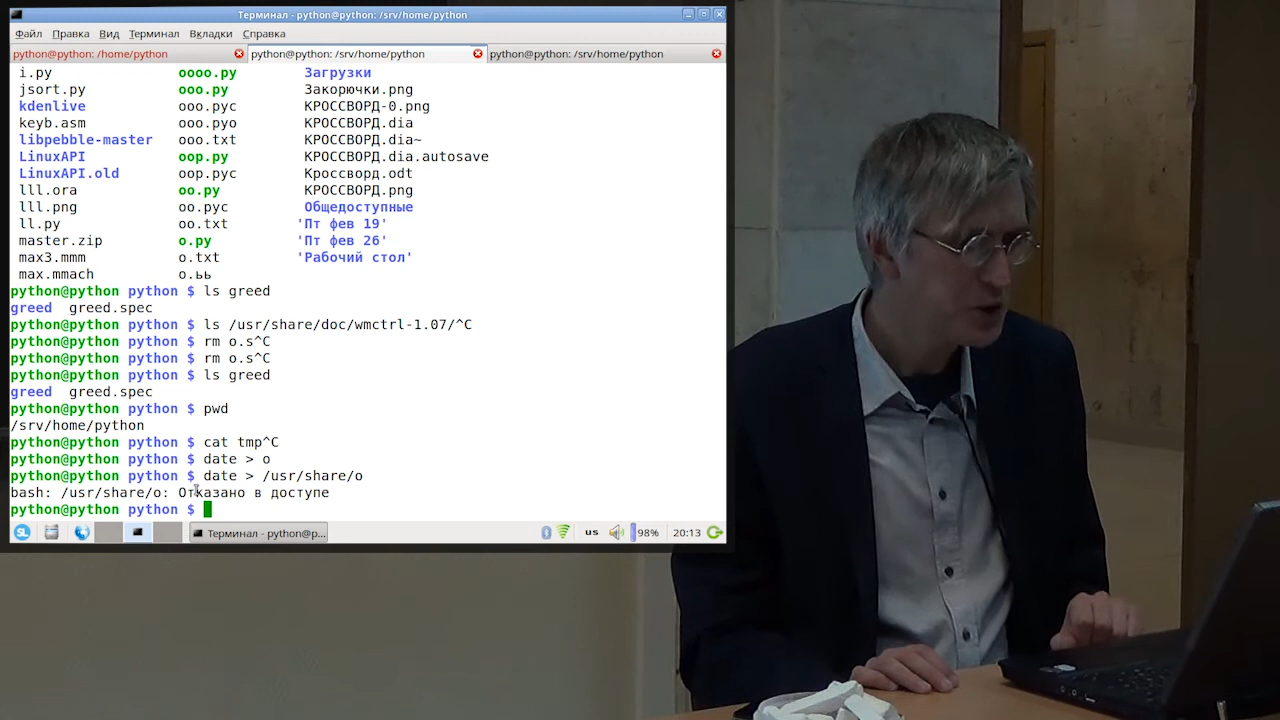 Терминал - python@python: /srv/home/python
Файл Правка Вид Терминал Вкладки Справка
python@python: /home/python python@python: /srv/home/python python@python: /srv/home/python
i.py oooo.py Загрузки
jsort.py ooo.py Закорючки.png
kdenlive ooo.pyc КРОССВОРД-0.png
keyb.asm ooo.pyo КРОССВОРД.dia
libpebble-master ooo.txt КРОССВОРД.dia~
LinuxAPI oop.py КРОССВОРД.dia.autosave
LinuxAPI.old oop.pyc Кроссворд.odt
lll.ora oo.py КРОССВОРД.png
lll.png oo.pyc Общедоступные
ll.py oo.txt 'Пт фев 19'
master.zip o.py 'Пт фев 26'
max3.mmm o.txt 'Рабочий стол'
max.mmach o.ьь
python@python python $ ls greed
greed greed.spec
python@python python $ ls /usr/share/doc/wmctrl-1.07/^C
python@python python $ rm o.s^C
python@python python $ rm o.s^C
python@python python $ ls greed
greed greed.spec
python@python python $ pwd
/srv/home/python
python@python python $ cat tmp^C
python@python python $ date > o
python@python python $ date > /usr/share/o
bash: /usr/share/o: Отказано в доступе
python@python python $
SL Терминал - python@p... us 98% 20:13